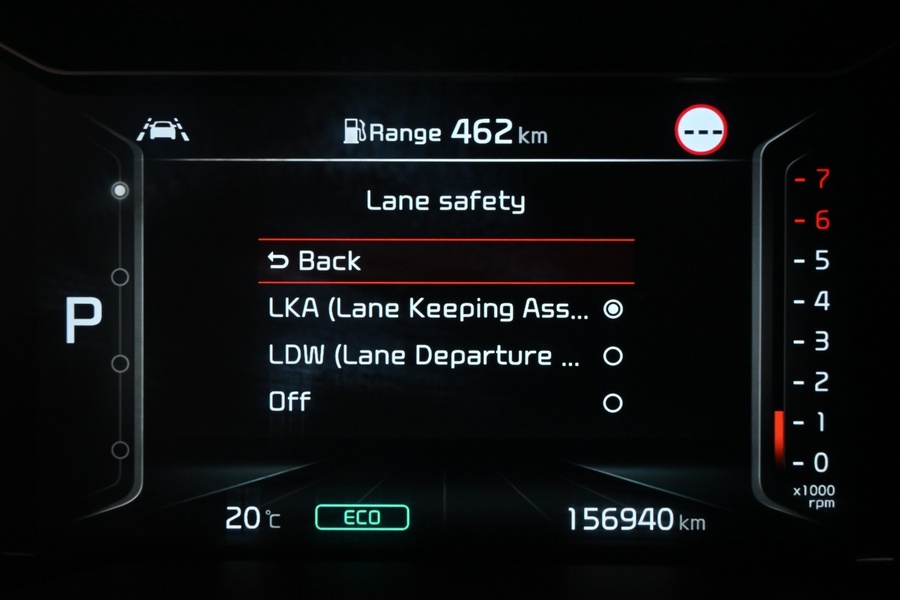 Range 462 km
---
Lane safety
Back
LKA (Lane Keeping Ass...
LDW (Lane Departure ...
Off
P
7
6
5
4
3
2
1
0
x1000
rpm
20 °C
ECO
156940 km